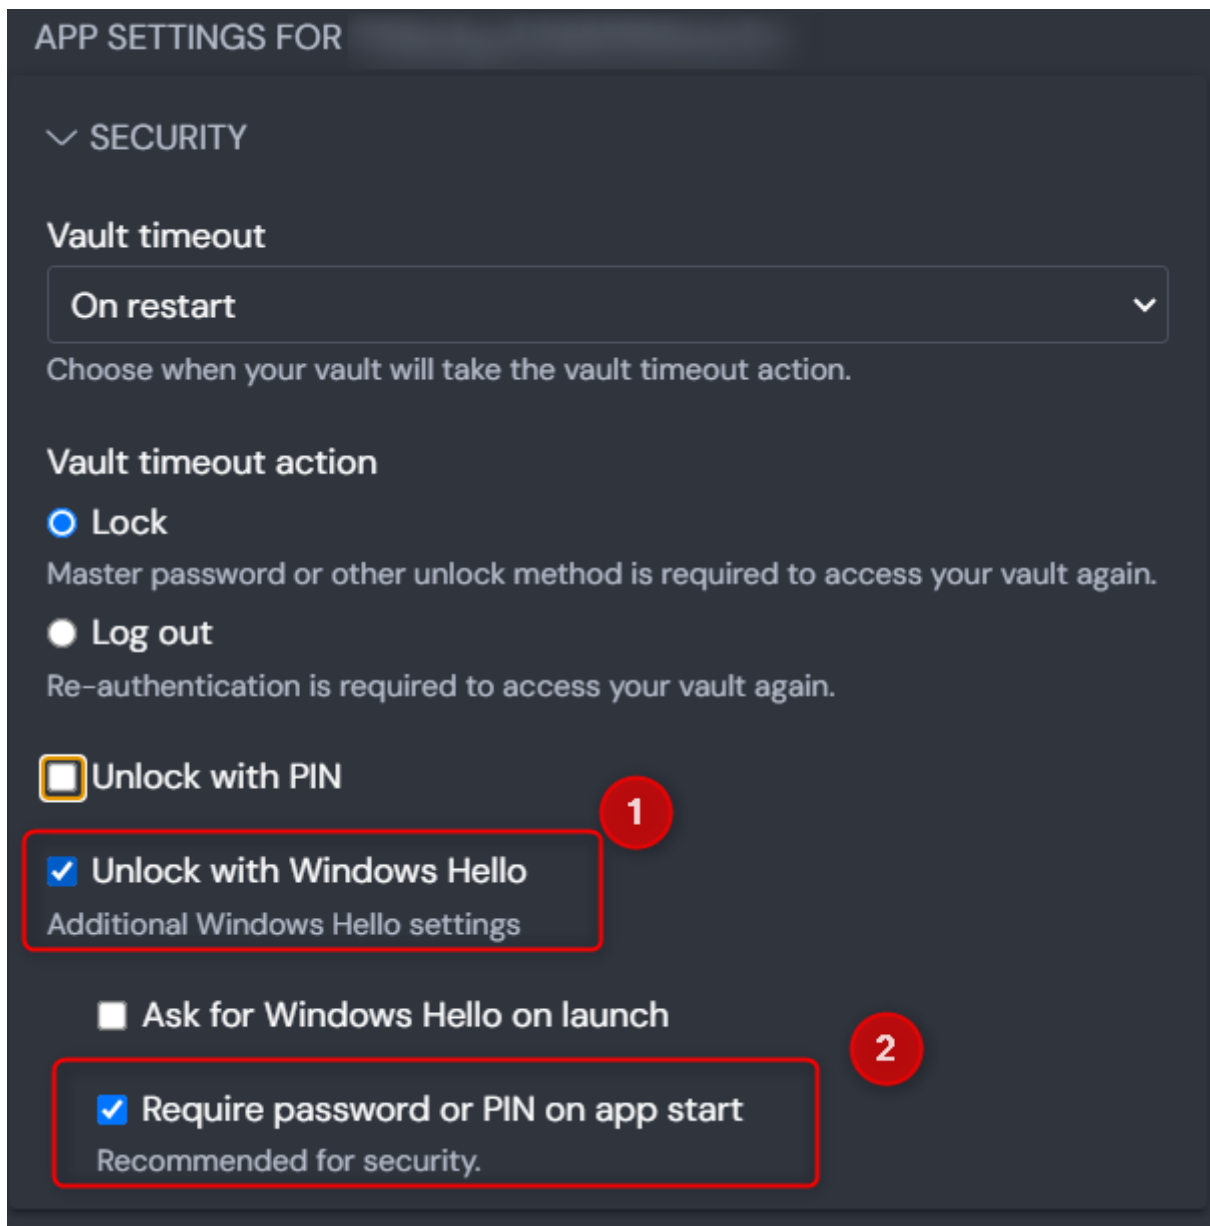 APP SETTINGS FOR
SECURITY
Vault timeout
On restart
Choose when your vault will take the vault timeout action.
Vault timeout action
Lock
Master password or other unlock method is required to access your vault again.
Log out
Re-authentication is required to access your vault again.
Unlock with PIN
1
Unlock with Windows Hello
Additional Windows Hello settings
Ask for Windows Hello on launch
2
Require password or PIN on app start
Recommended for security.